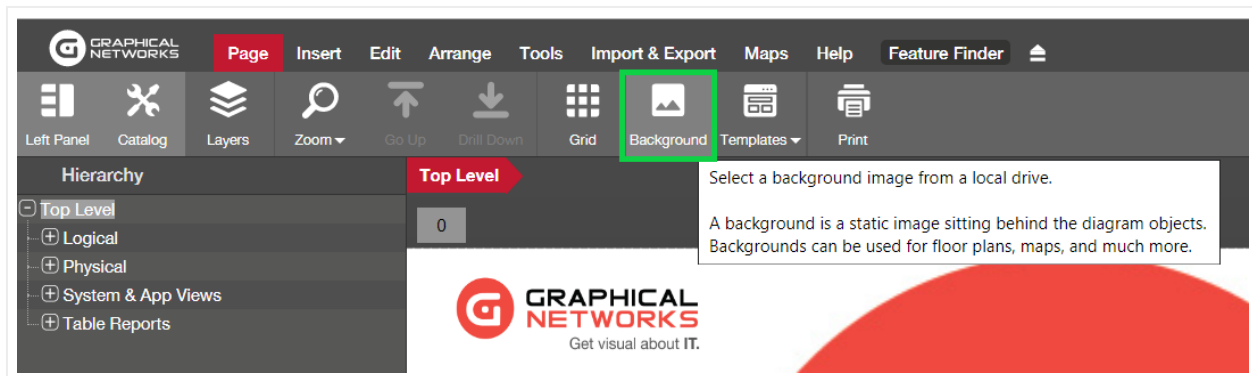 GRAPHICAL
NETWORKS
Page Insert Edit Arrange Tools Import & Export Maps Help Feature Finder
Left Panel Catalog Layers Zoom Go Up Drill Down Grid Background Templates Print
Hierarchy
Top Level
Select a background image from a local drive.
Top Level
0
A background is a static image sitting behind the diagram objects.
Logical
Backgrounds can be used for floor plans, maps, and much more.
Physical
System & App Views
Table Reports
GRAPHICAL
NETWORKS
Get visual about IT.